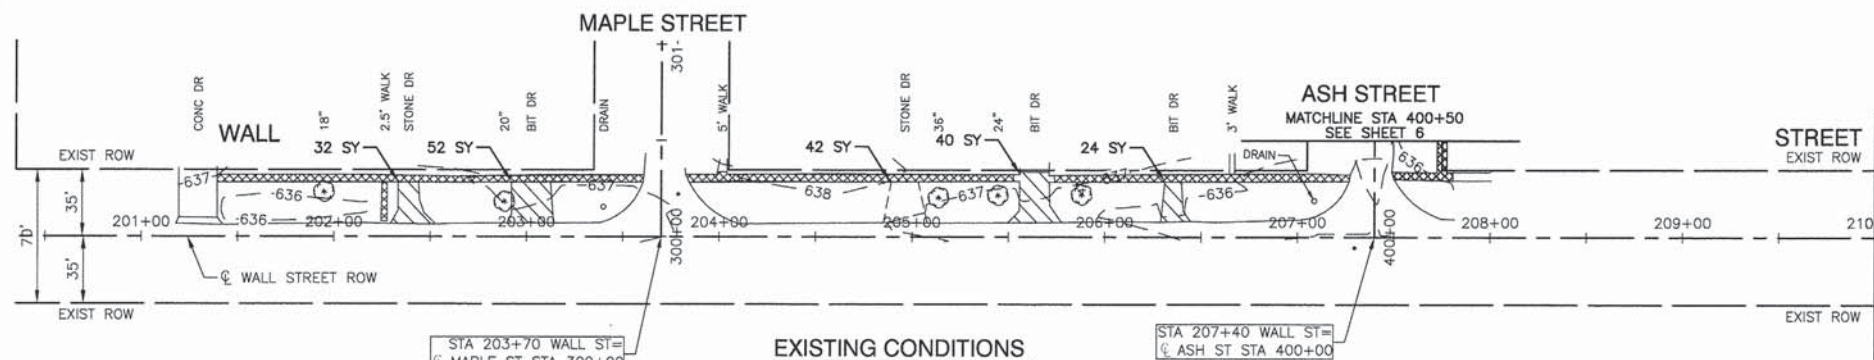 MAPLE STREET
301-
CONC DR
WALL
18"
2.5' WALK
STONE DR
20"
BIT DR
DRAIN
5' WALK
STONE DR
36"
24"
BIT DR
BIT DR
3' WALK
ASH STREET
MATCHLINE STA 400+50
SEE SHEET 6
STREET
32 SY
52 SY
42 SY
40 SY
24 SY
DRAIN
EXIST ROW
EXIST ROW
-637
-636
-636
-637
638
-637
-636
636
35'
70'
35'
201+00
202+00
203+00
204+00
205+00
206+00
207+00
208+00
209+00
210
300+00
400+00
℄ WALL STREET ROW
EXIST ROW
EXIST ROW
STA 203+70 WALL ST=
℄ MAPLE ST STA 300+00
EXISTING CONDITIONS
STA 207+40 WALL ST=
℄ ASH ST STA 400+00